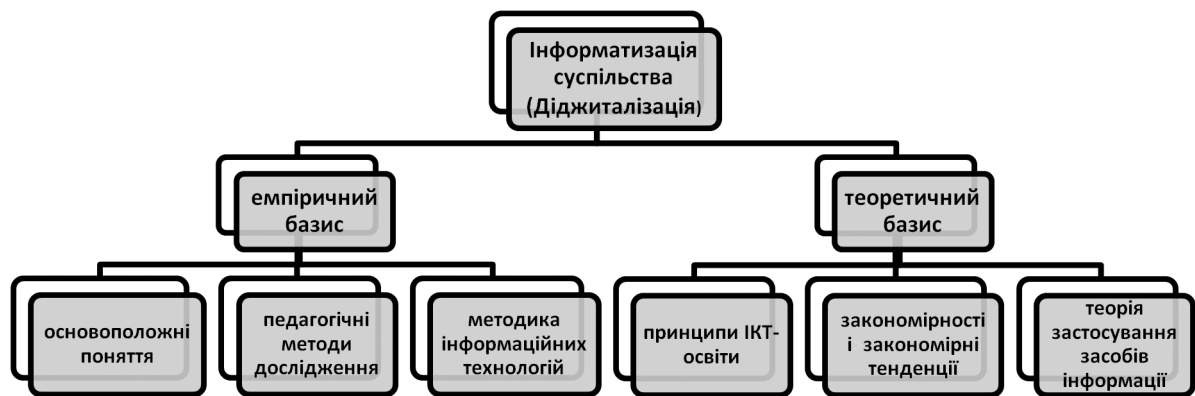 Інформатизація
суспільства
(Діджиталізація)
емпіричний
базис
теоретичний
базис
основоположні
поняття
педагогічні
методи
дослідження
методика
інформаційних
технологій
принципи ІКТ-
освіти
закономірності
і закономірні
тенденції
теорія
застосування
засобів
інформації